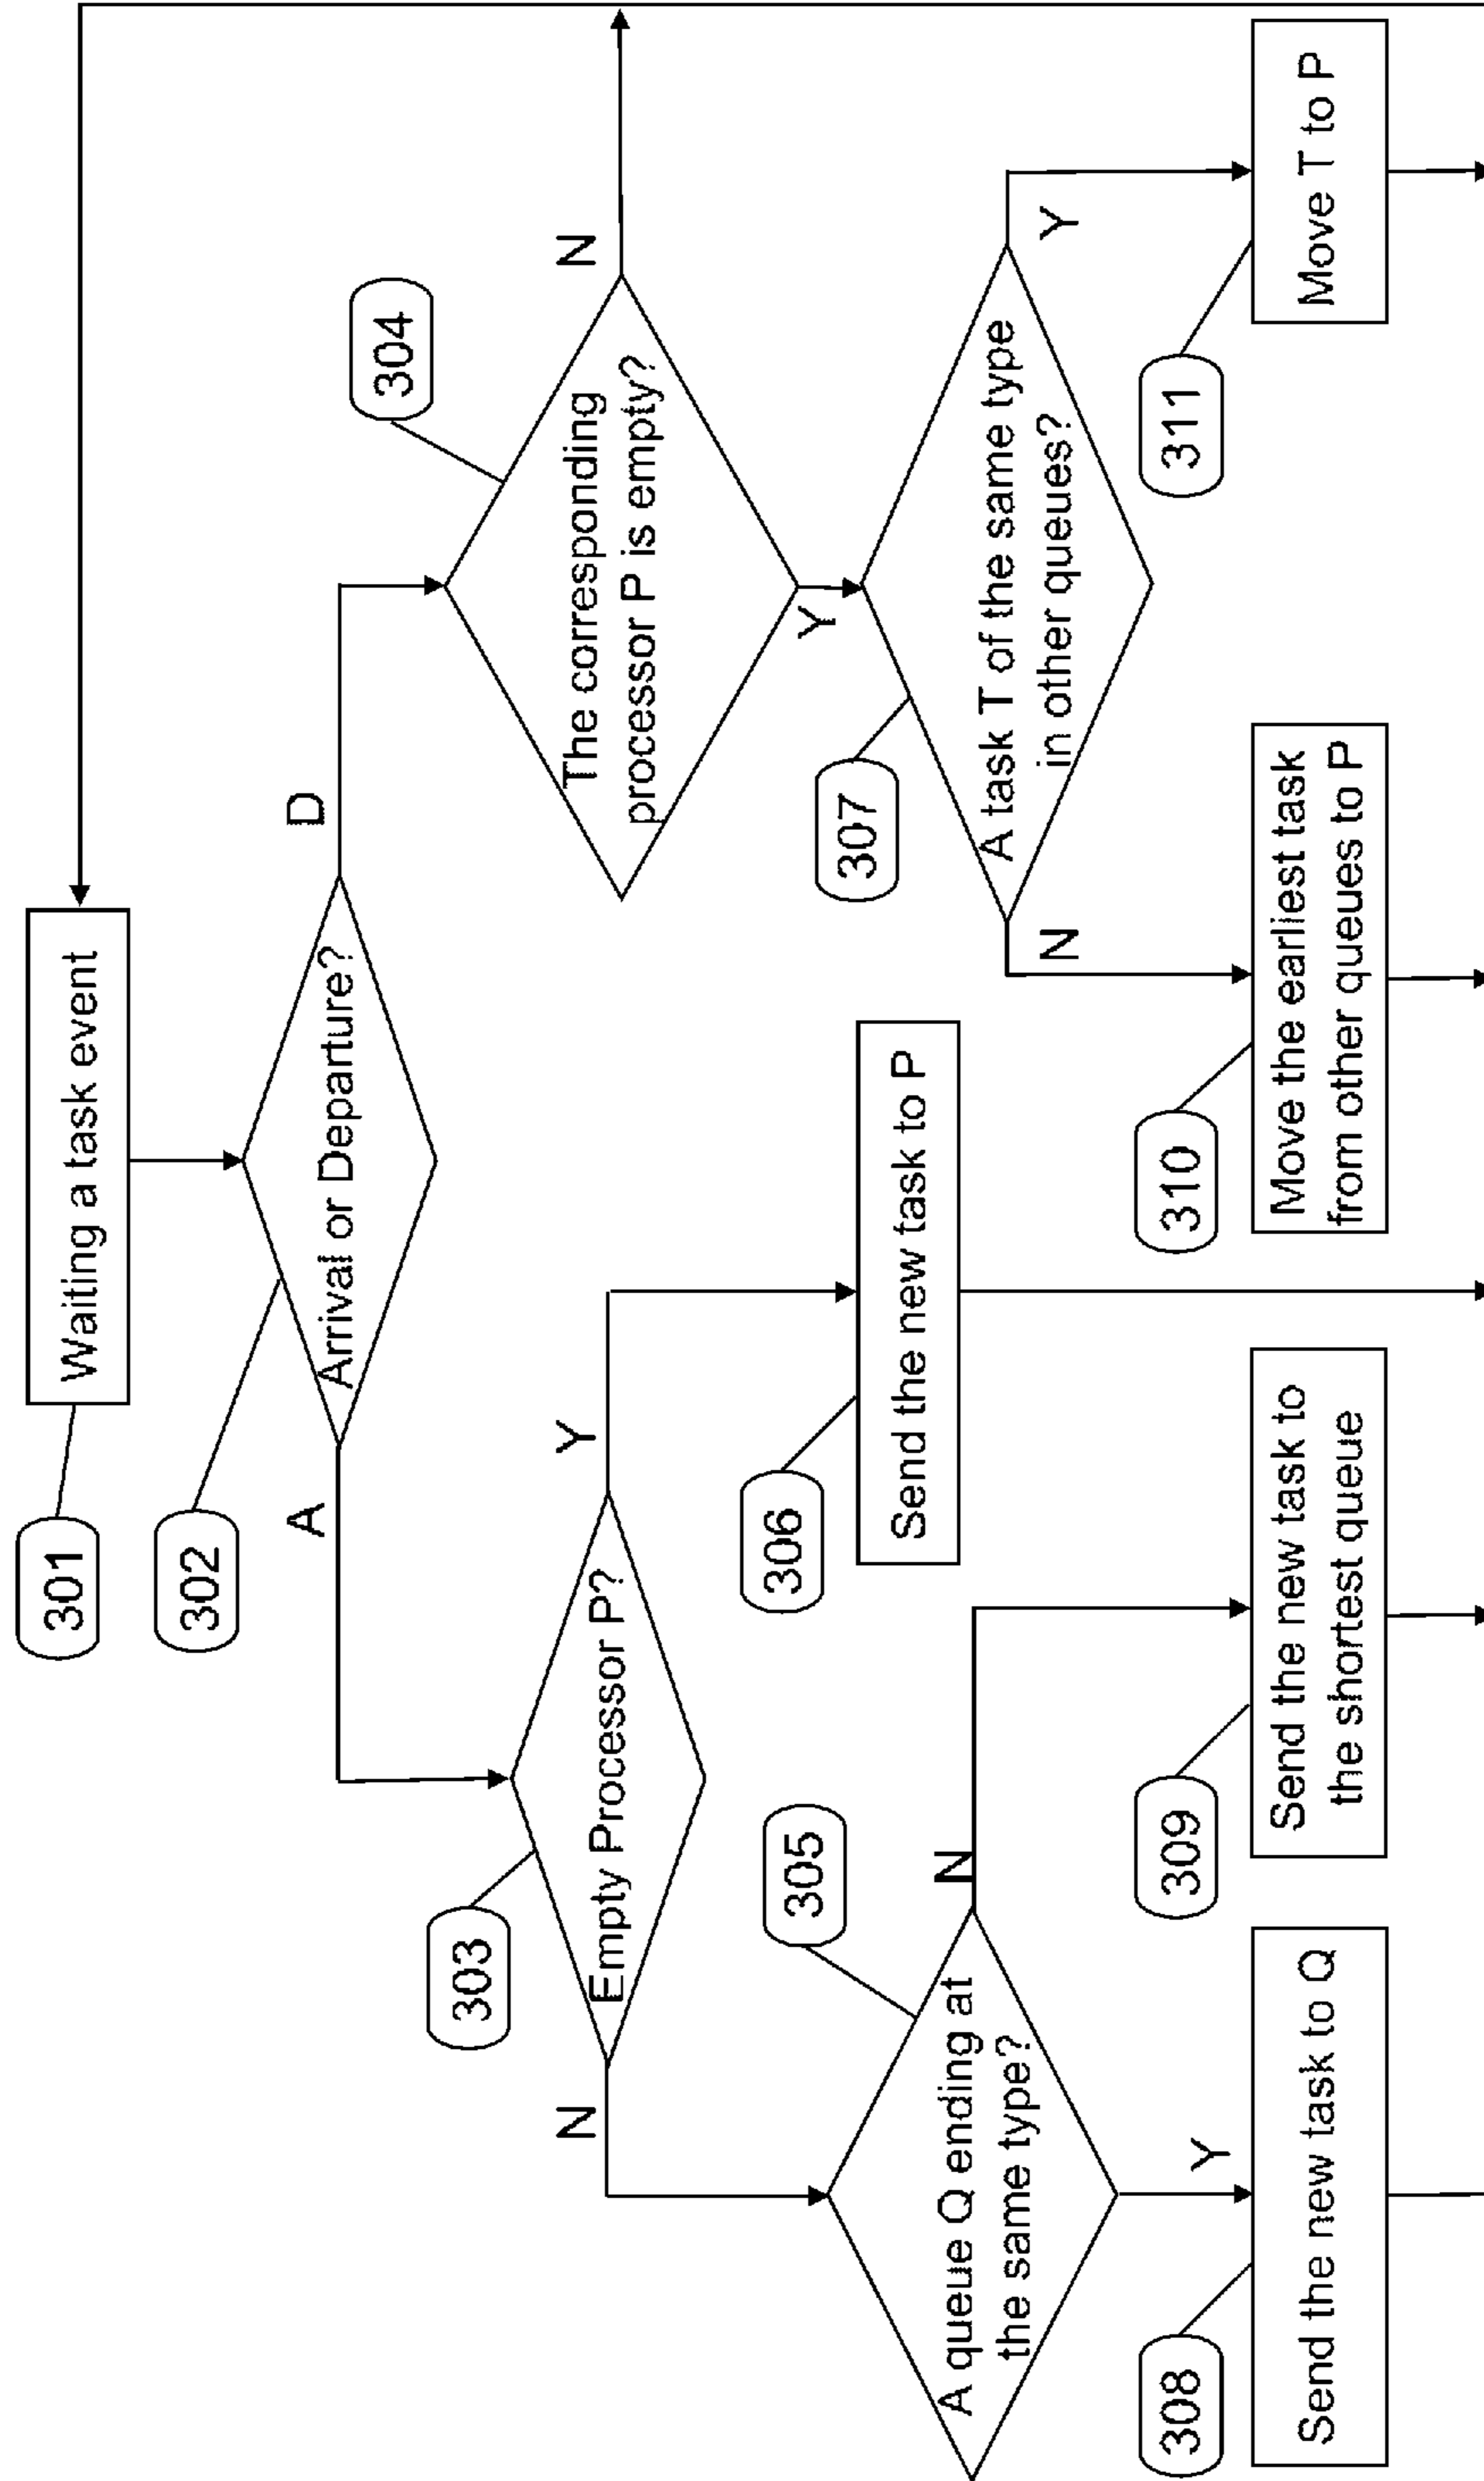 301
Waiting a task event
302
Arrival or Departure?
A
D
303
Empty Processor P?
304
The corresponding
processor P is empty?
N
Y
N
Y
305
A queue Q ending at
the same type?
N
Y
306
Send the new task to P
307
A task T of the same type
in other queues?
N
Y
308
Send the new task to Q
309
Send the new task to
the shortest queue
310
Move the earliest task
from other queues to P
311
Move T to P